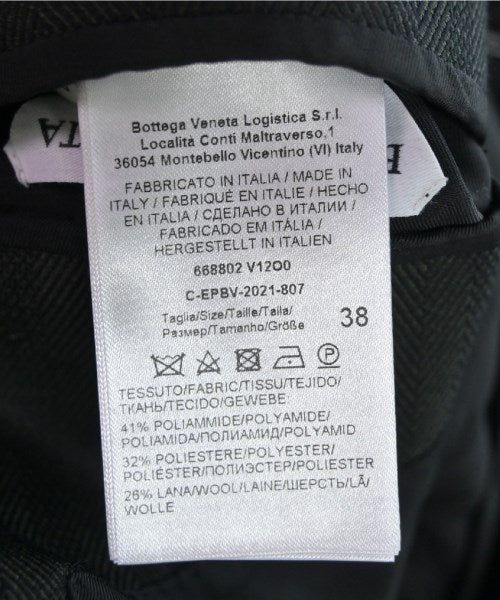 Bottega Veneta Logistica S.r.l.
Località Conti Maltraverso,1
36054 Montebello Vicentino (VI) Italy
FABBRICATO IN ITALIA / MADE IN
ITALY / FABRIQUÉ EN ITALIE / HECHO
EN ITALIA / СДЕЛАНО В ИТАЛИИ /
FABRICADO EM ITÁLIA /
HERGESTELLT IN ITALIEN
668802 V12O0
C-EPBV-2021-807
Taglia/Size/Taille/Talla/
Размер/Tamanho/Größe 38
TESSUTO/FABRIC/TISSU/TEJIDO/
ТКАНЬ/TECIDO/GEWEBE:
41% POLIAMMIDE/POLYAMIDE/
POLIAMIDA/ПОЛИАМИД/POLYAMID
32% POLIESTERE/POLYESTER/
POLIÉSTER/ПОЛИЭСТЕР/POLIESTER
26% LANA/WOOL/LAINE/ШЕРСТЬ/LÃ/
WOLLE